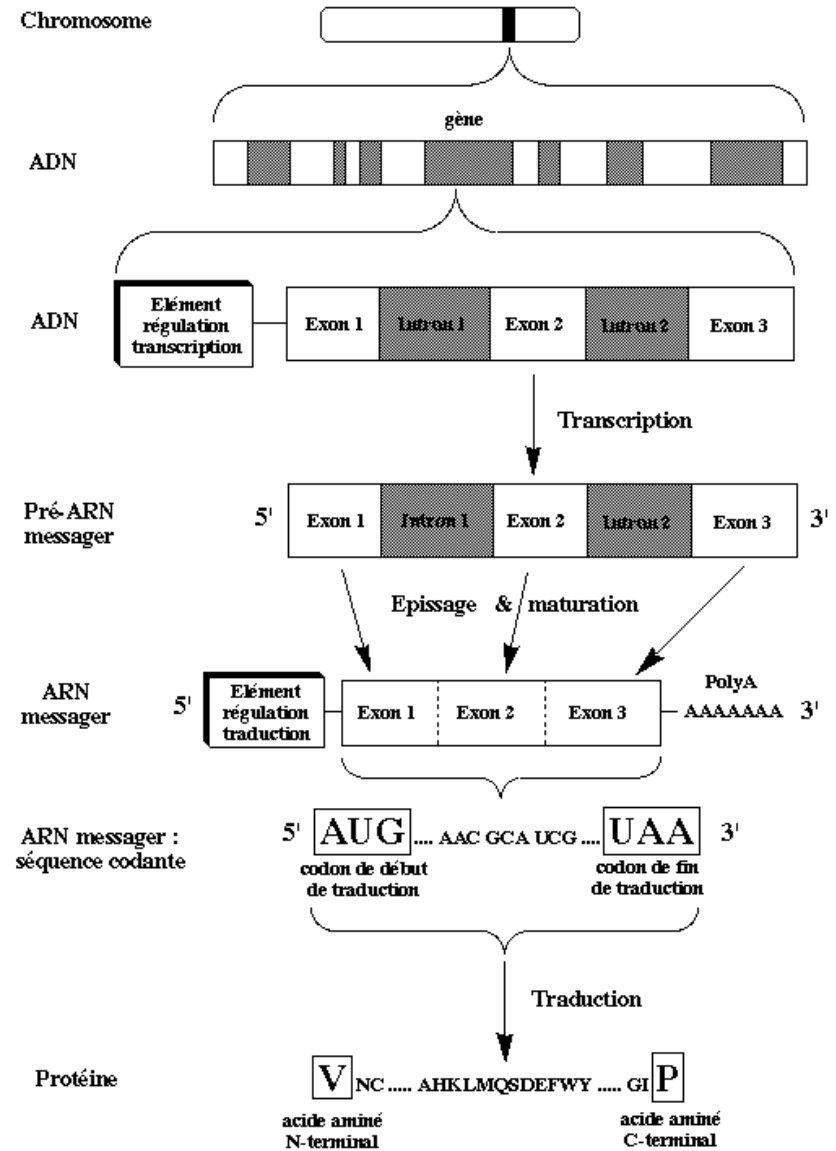 Chromosome
gène
ADN
ADN
Elément
régulation
transcription
Exon 1 Intron 1 Exon 2 Intron 2 Exon 3
Transcription
Pré-ARN
messager
5' Exon 1 Intron 1 Exon 2 Intron 2 Exon 3 3'
Epissage & maturation
ARN
messager
5'
Elément
régulation
traduction
Exon 1 Exon 2 Exon 3
PolyA
AAAAAAA 3'
ARN messager :
séquence codante
5' AUG .... AAC GCA UCG .... UAA 3'
codon de début
de traduction
codon de fin
de traduction
Traduction
Protéine
V NC ..... AHKLMQSDEFWY ..... GI P
acide aminé
N-terminal
acide aminé
C-terminal